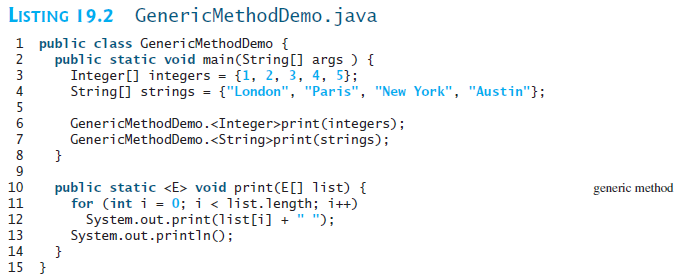 LISTING 19.2 GenericMethodDemo.java
1 public class GenericMethodDemo {
2 public static void main(String[] args ) {
3 Integer[] integers = {1, 2, 3, 4, 5};
4 String[] strings = {"London", "Paris", "New York", "Austin"};
5
6 GenericMethodDemo.<Integer>print(integers);
7 GenericMethodDemo.<String>print(strings);
8 }
9
10 public static <E> void print(E[] list) { generic method
11 for (int i = 0; i < list.length; i++)
12 System.out.print(list[i] + " ");
13 System.out.println();
14 }
15 }